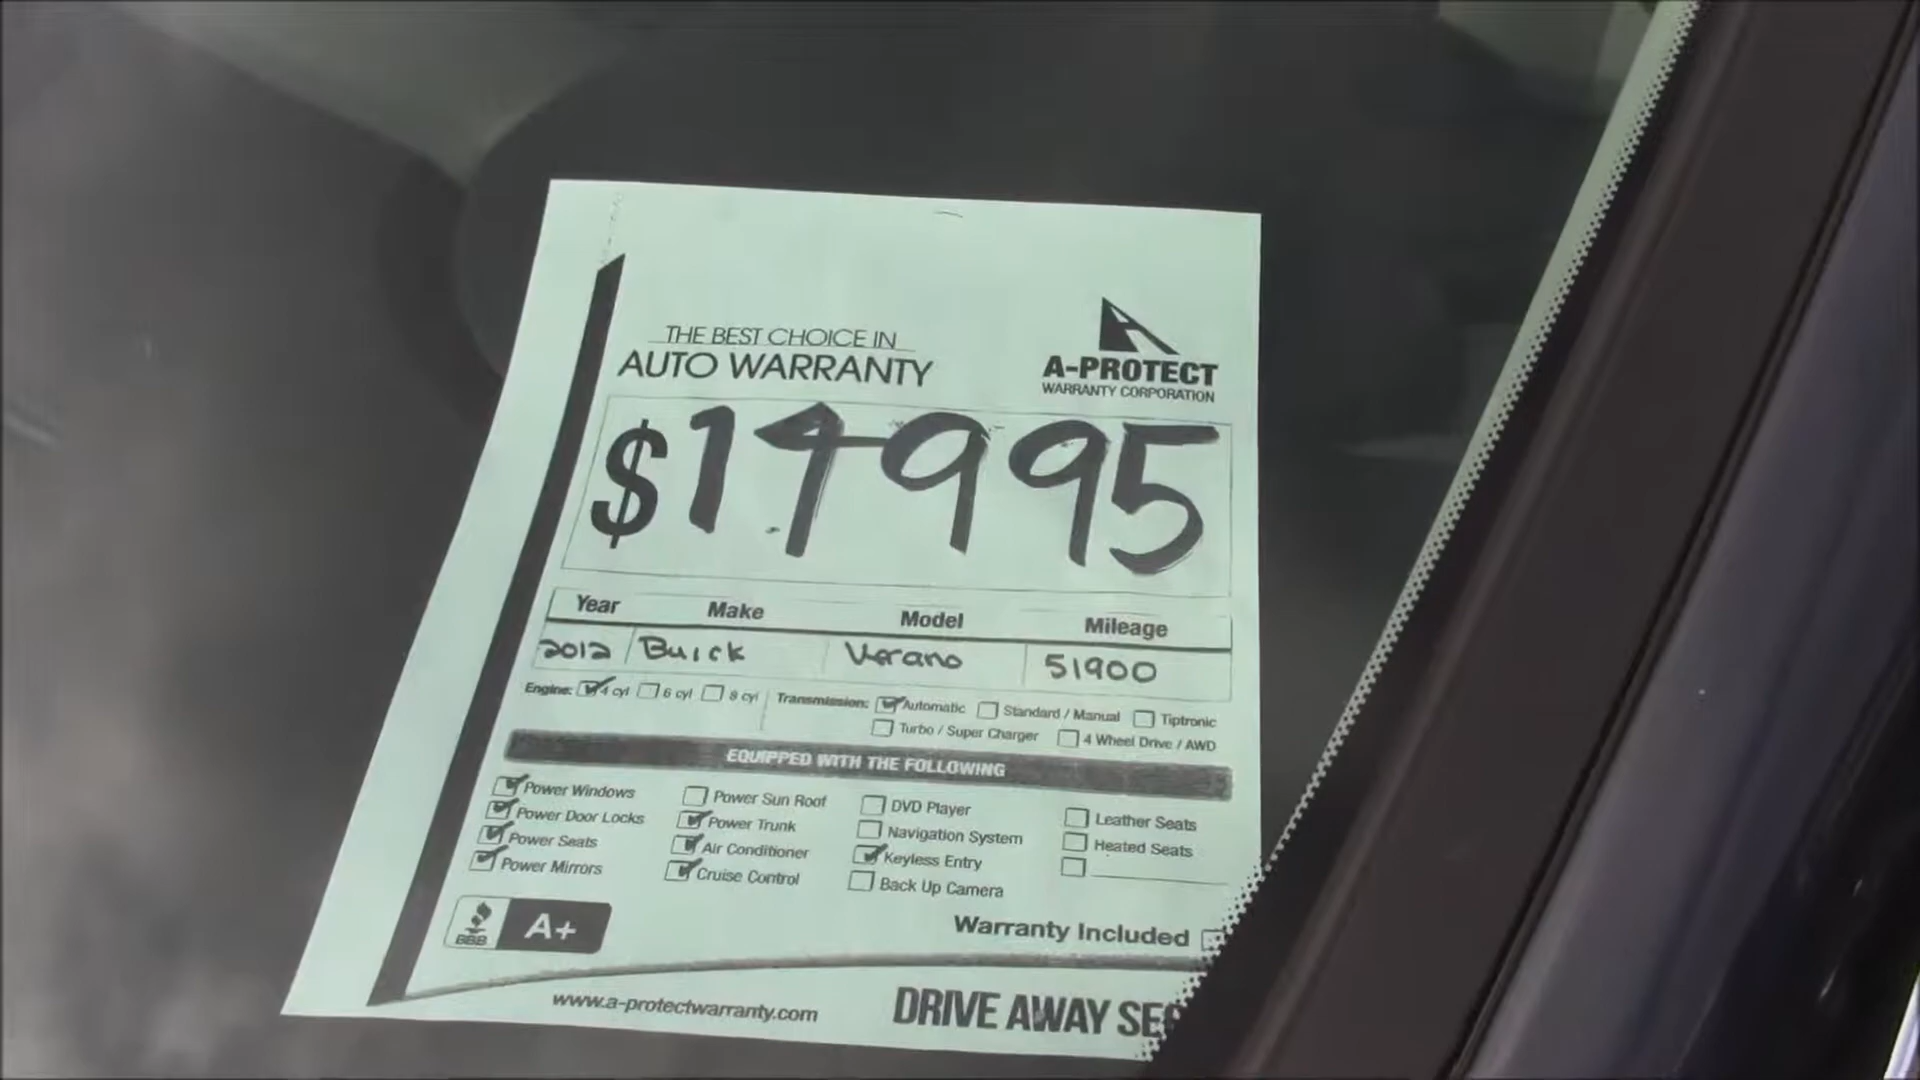 THE BEST CHOICE IN
AUTO WARRANTY
A-PROTECT
WARRANTY CORPORATION
$14995
Year Make Model Mileage
2012 Buick Verano 51900
Engine: 4 cyl 6 cyl 8 cyl Transmission: Automatic Standard / Manual Tiptronic
Turbo / Super Charger 4 Wheel Drive / AWD
EQUIPPED WITH THE FOLLOWING
Power Windows Power Sun Roof DVD Player Leather Seats
Power Door Locks Power Trunk Navigation System Heated Seats
Power Seats Air Conditioner Keyless Entry
Power Mirrors Cruise Control Back Up Camera
BBB A+
Warranty Included
www.a-protectwarranty.com
DRIVE AWAY SEC